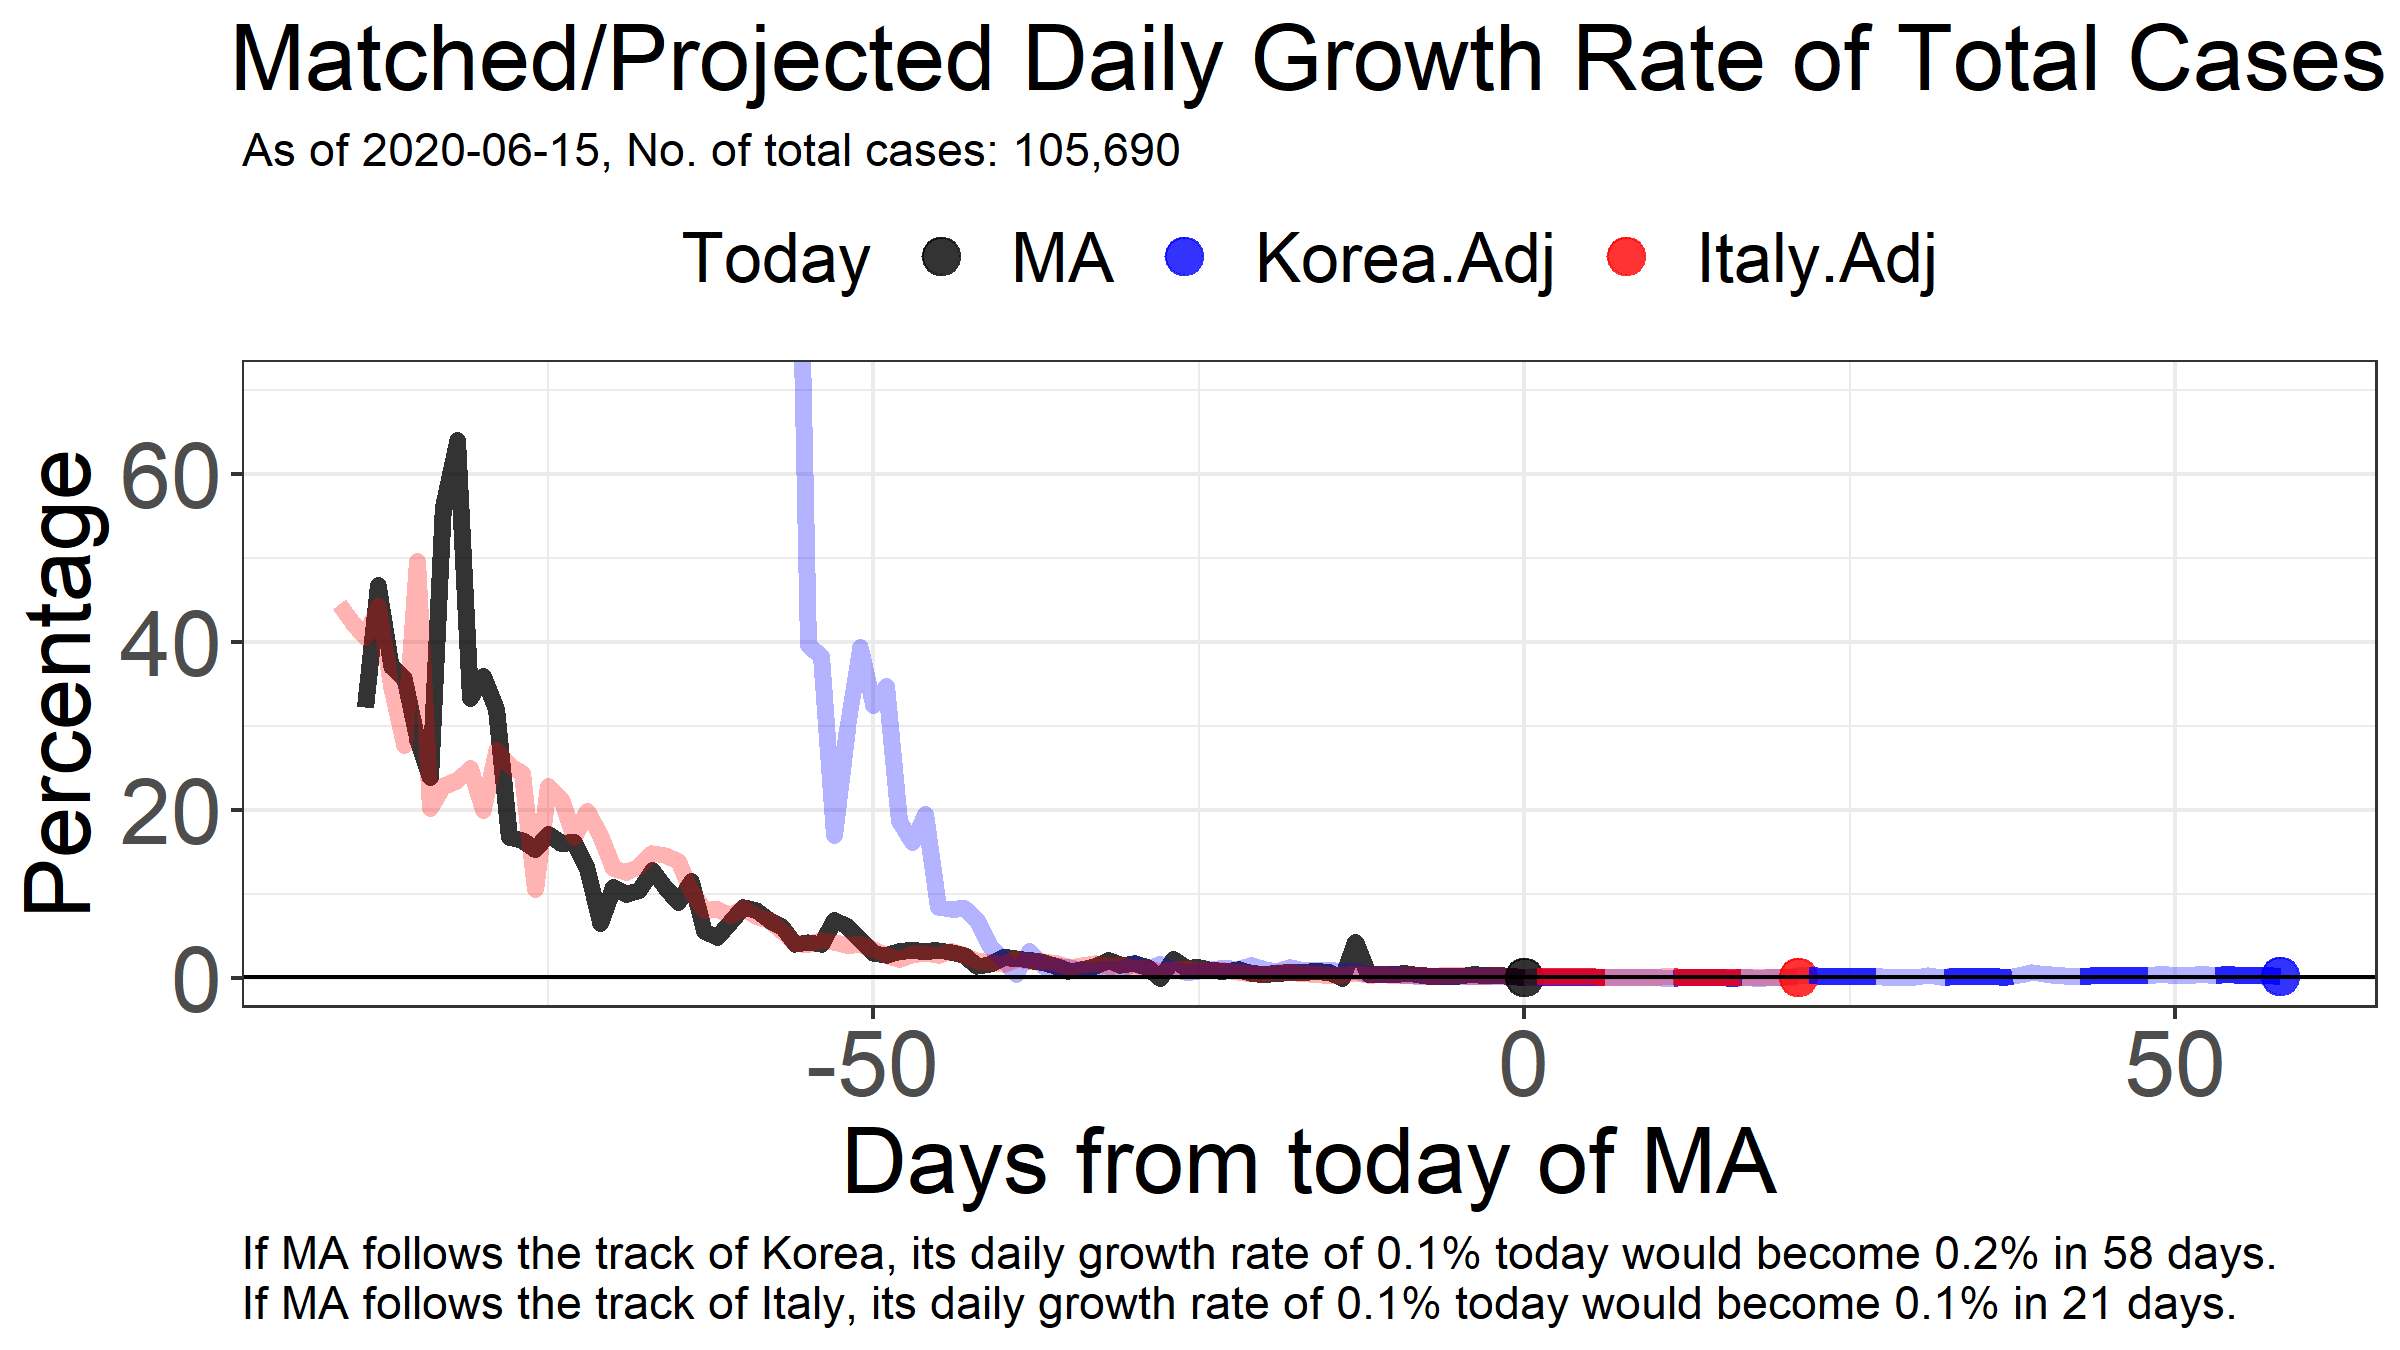 Matched/Projected Daily Growth Rate of Total Cases
As of 2020-06-15, No. of total cases: 105,690
Today MA Korea.Adj Italy.Adj
Percentage
60
40
20
0
-50 0 50
Days from today of MA
If MA follows the track of Korea, its daily growth rate of 0.1% today would become 0.2% in 58 days.
If MA follows the track of Italy, its daily growth rate of 0.1% today would become 0.1% in 21 days.